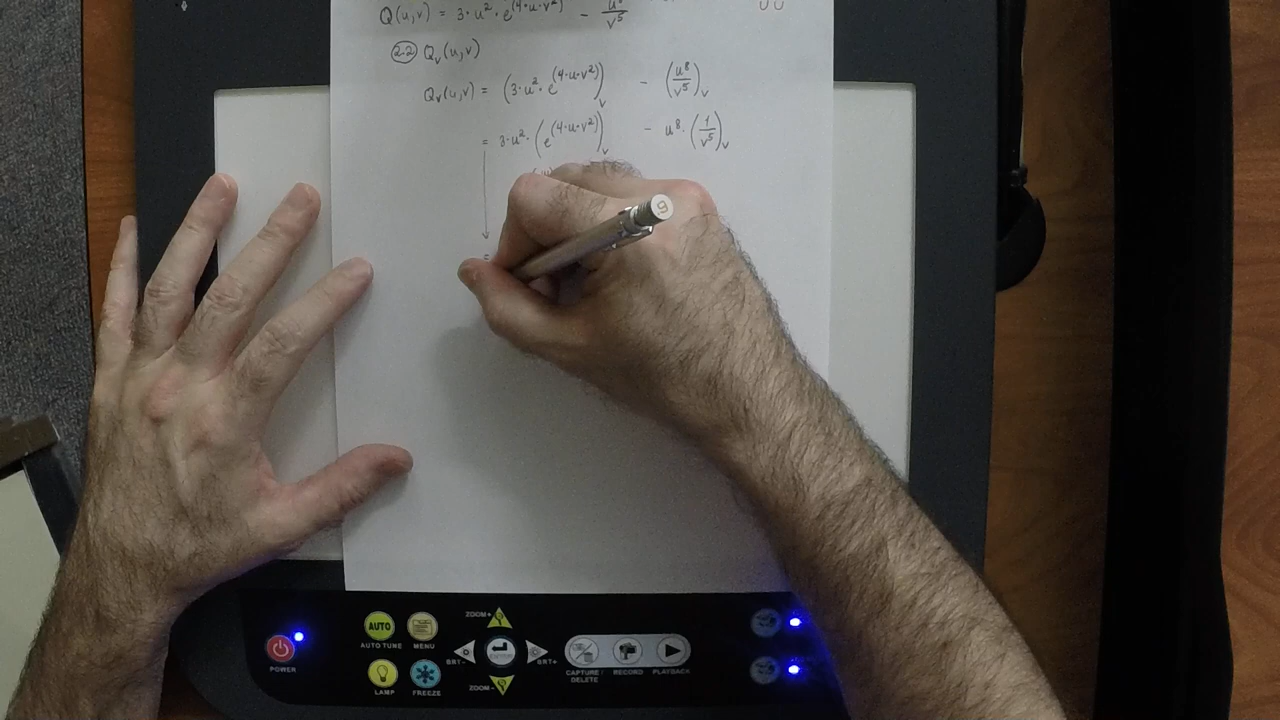 Q(u,v) = 3·u²·e^(4·u·v²) − u⁸/v⁵
2.2 Q_v(u,v)
Q_v(u,v) = (3·u²·e^(4·u·v²))_v − (u⁸/v⁵)_v
= 3·u²·(e^(4·u·v²))_v − u⁸·(1/v⁵)_v
=
ZOOM+
AUTO
AUTO TUNE
MENU
BRT-
BRT+
POWER
LAMP
FREEZE
ZOOM-
CAPTURE / DELETE
RECORD
PLAYBACK